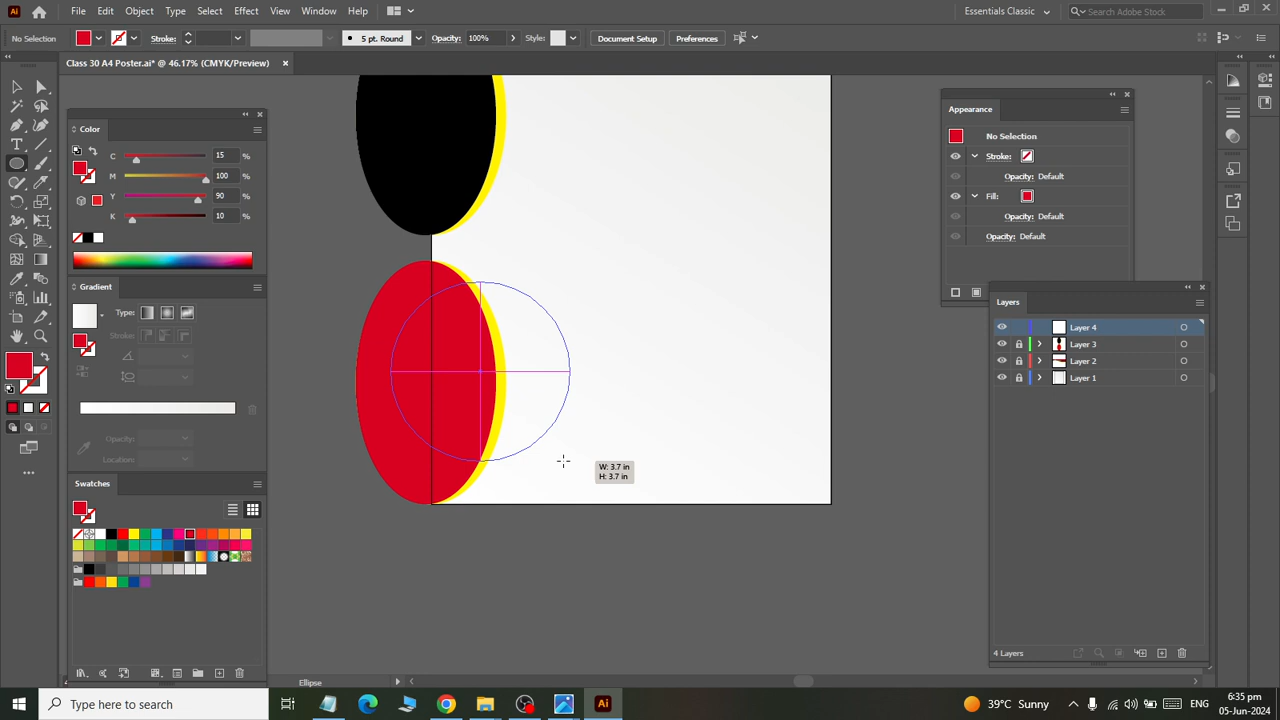 Ai File Edit Object Type Select Effect View Window Help Essentials Classic Search Adobe Stock
No Selection Stroke: 5 pt. Round Opacity: 100% Style: Document Setup Preferences
Class 30 A4 Poster.ai* @ 46.17% (CMYK/Preview)
Color
C 15 %
M 100 %
Y 90 %
K 10 %
Gradient
Type:
Stroke:
Opacity:
Location:
Swatches
Appearance
No Selection
Stroke:
Opacity: Default
Fill:
Opacity: Default
Opacity: Default
Layers
Layer 4
Layer 3
Layer 2
Layer 1
4 Layers
W: 3.7 in
H: 3.7 in
Ellipse
Type here to search
Ai
39°C Sunny
ENG
6:35 pm
05-Jun-2024